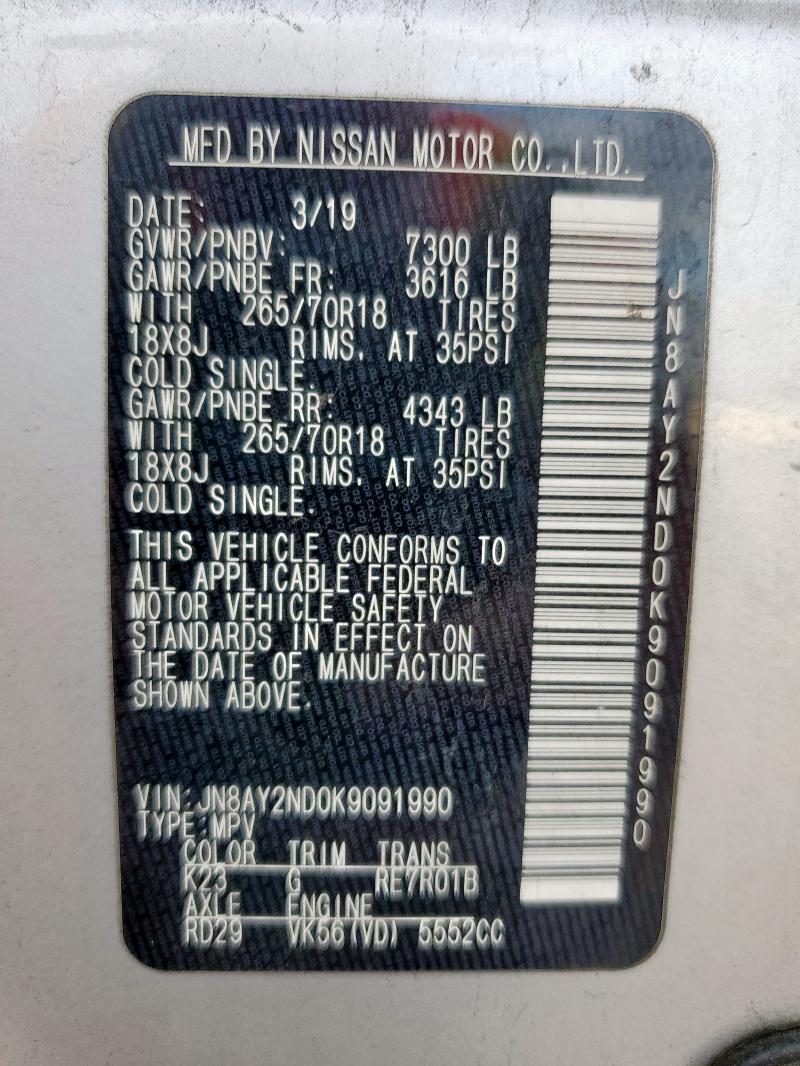 MFD BY NISSAN MOTOR CO.,LTD.
DATE: 3/19
GVWR/PNBV: 7300 LB
GAWR/PNBE FR: 3616 LB
WITH 265/70R18 TIRES
18X8J RIMS, AT 35PSI
COLD SINGLE.
GAWR/PNBE RR: 4343 LB
WITH 265/70R18 TIRES
18X8J RIMS, AT 35PSI
COLD SINGLE.
THIS VEHICLE CONFORMS TO
ALL APPLICABLE FEDERAL
MOTOR VEHICLE SAFETY
STANDARDS IN EFFECT ON
THE DATE OF MANUFACTURE
SHOWN ABOVE.
VIN:JN8AY2ND0K9091990
TYPE:MPV
COLOR TRIM TRANS
K23 G RE7R01B
AXLE ENGINE
RD29 VK56(VD) 5552CC
JN8AY2ND0K9091990